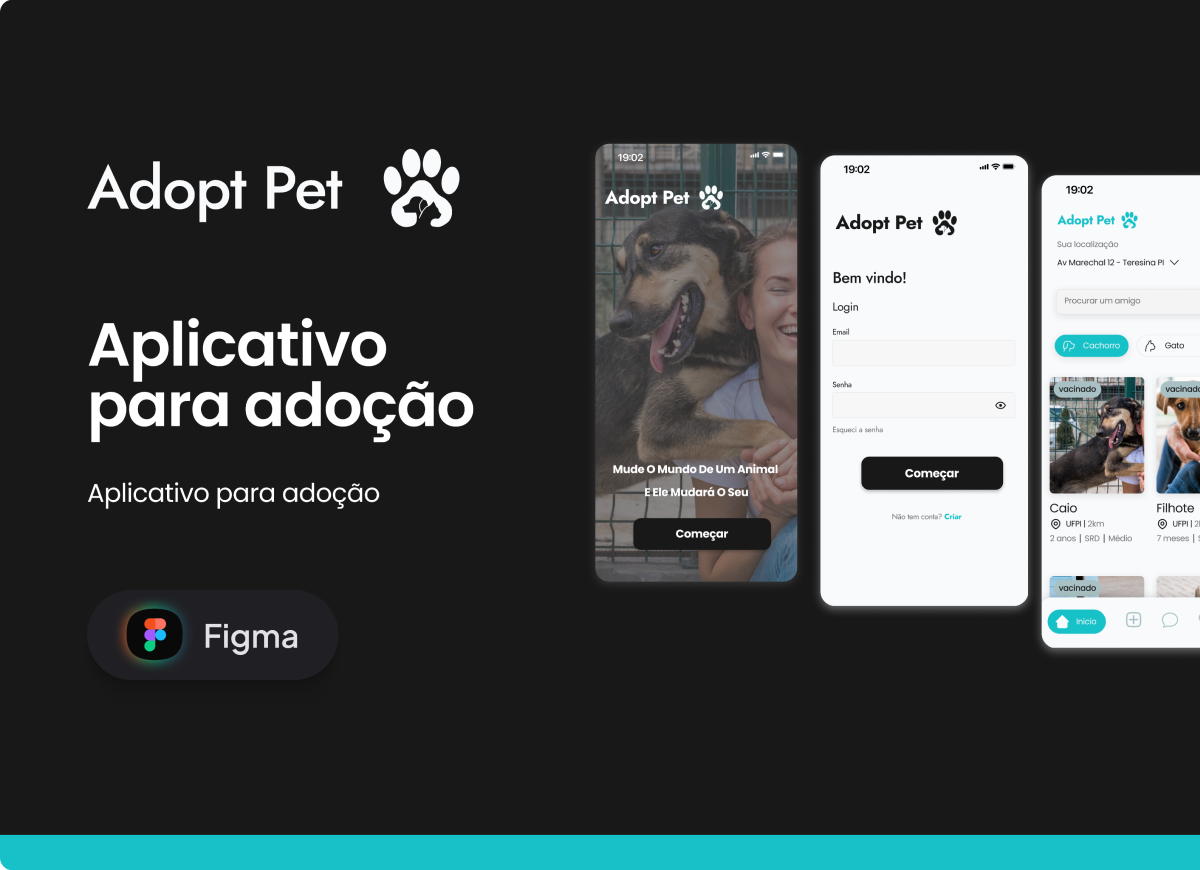 Adopt Pet
Aplicativo
para adoção
Aplicativo para adoção
Figma
19:02
Adopt Pet
Mude O Mundo De Um Animal
E Ele Mudará O Seu
Começar
19:02
Adopt Pet
Bem vindo!
Login
Email
Senha
Esqueci a senha
Começar
Não tem conta? Criar
19:02
Adopt Pet
Sua localização
Av Marechal 12 - Teresina PI
Procurar um amigo
Cachorro Gato
vacinado vacinado
Caio Filhote
UFPI | 2km UFPI |
2 anos | SRD | Médio 7 meses |
vacinado
Inicio